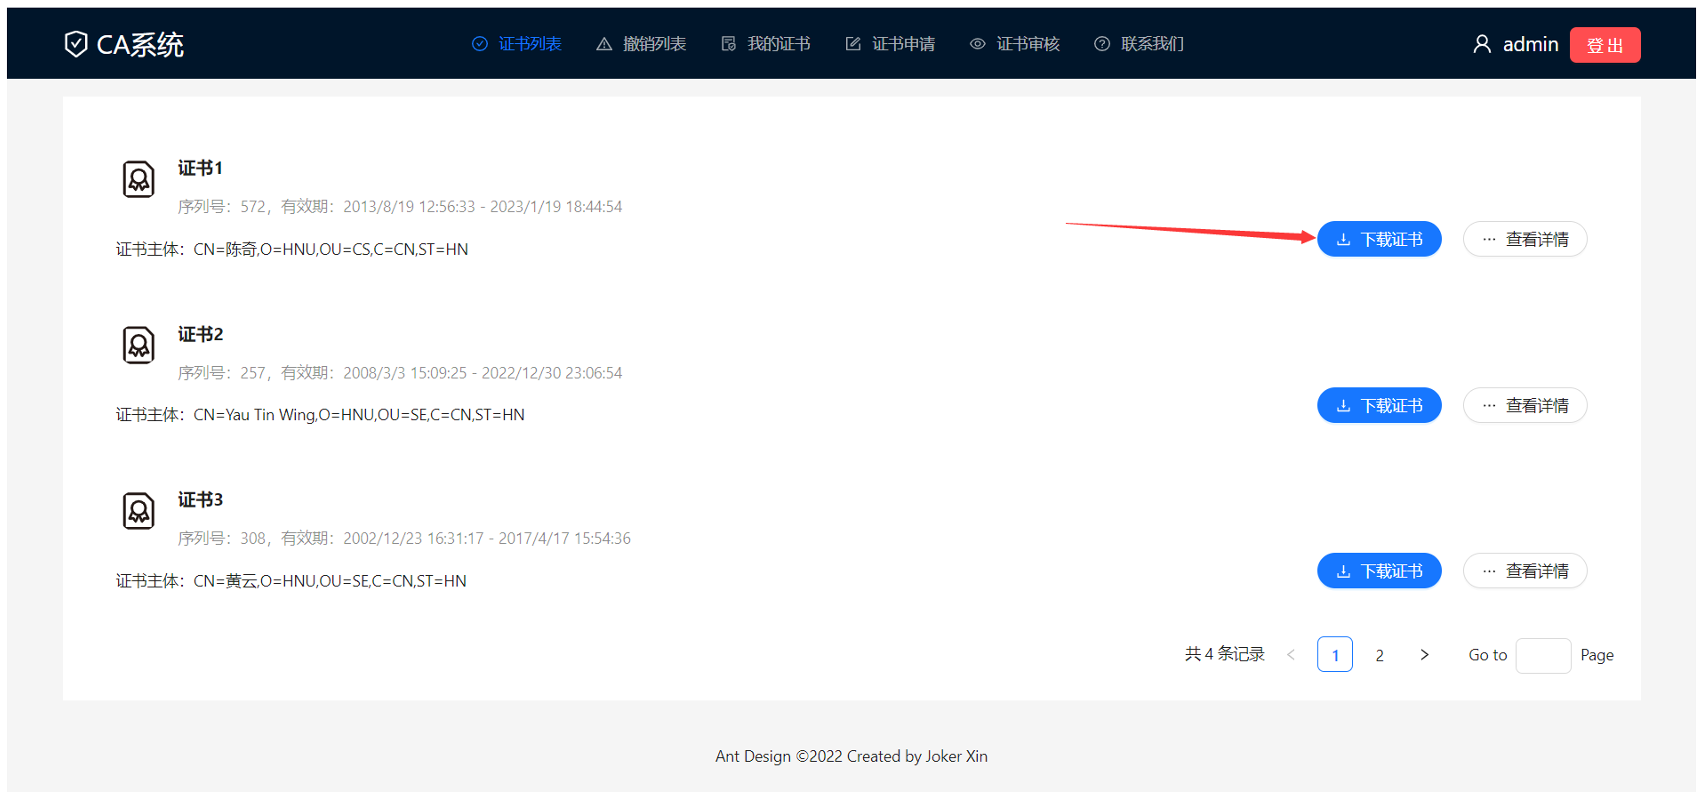 CA系统 证书列表 撤销列表 我的证书 证书申请 证书审核 联系我们 admin 登出
证书1
序列号：572，有效期：2013/8/19 12:56:33 - 2023/1/19 18:44:54
证书主体：CN=陈奇,O=HNU,OU=CS,C=CN,ST=HN
下载证书 ··· 查看详情
证书2
序列号：257，有效期：2008/3/3 15:09:25 - 2022/12/30 23:06:54
证书主体：CN=Yau Tin Wing,O=HNU,OU=SE,C=CN,ST=HN
下载证书 ··· 查看详情
证书3
序列号：308，有效期：2002/12/23 16:31:17 - 2017/4/17 15:54:36
证书主体：CN=黄云,O=HNU,OU=SE,C=CN,ST=HN
下载证书 ··· 查看详情
共 4 条记录 < 1 2 > Go to Page
Ant Design ©2022 Created by Joker Xin